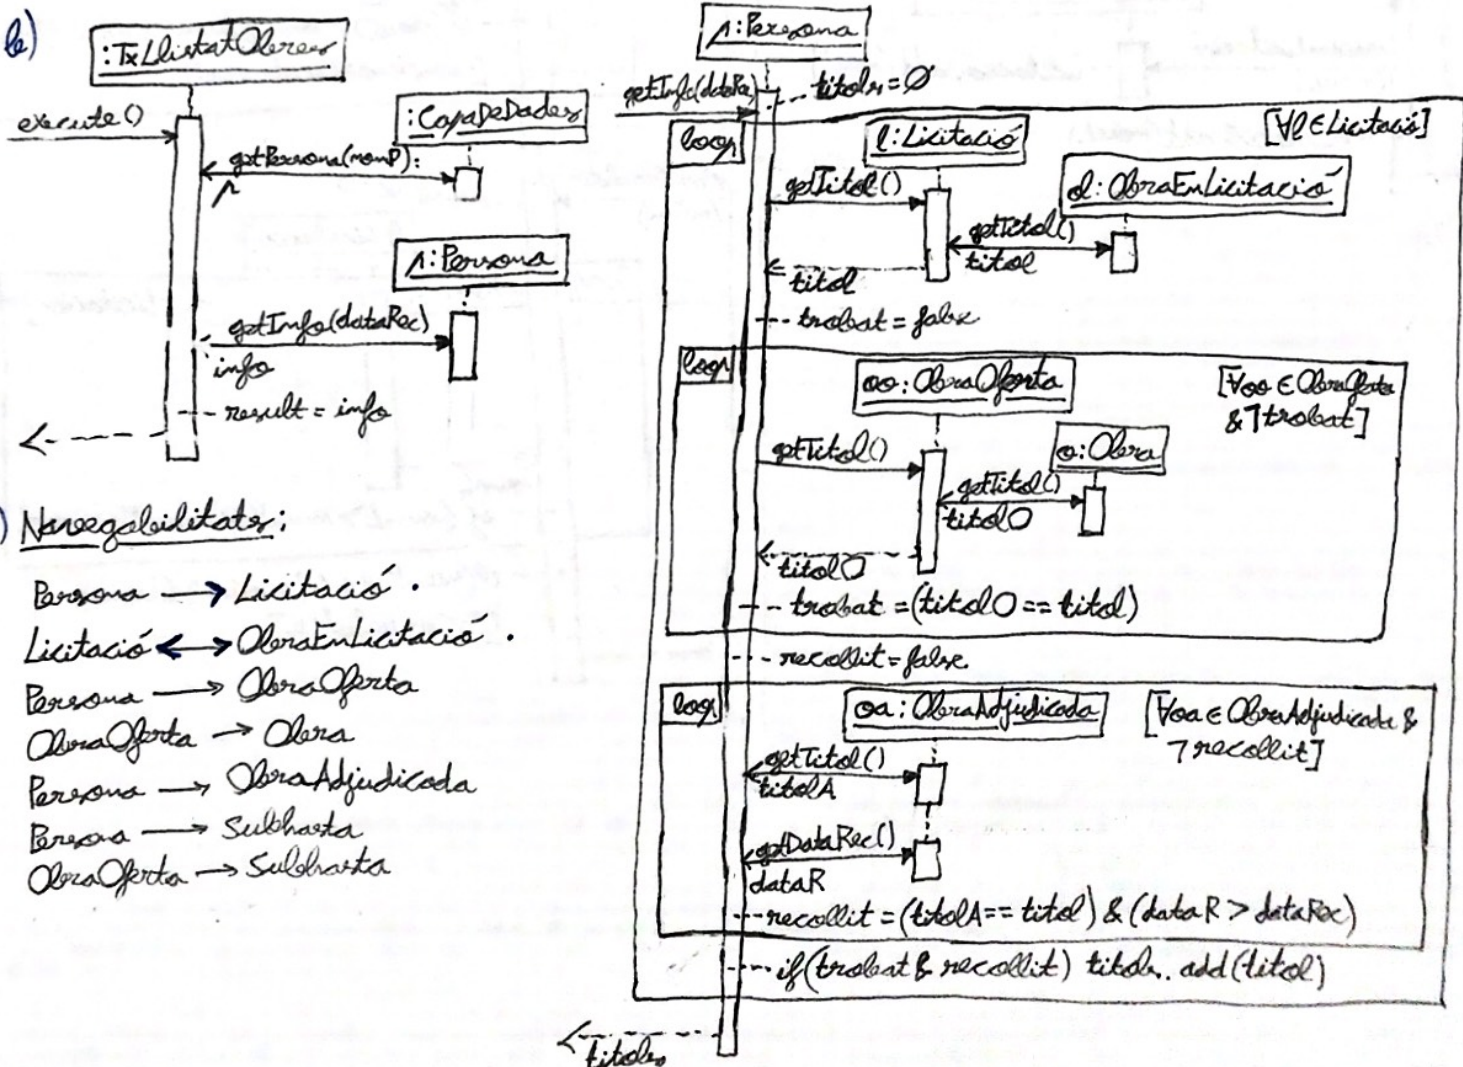 b)
:TxLlistatObres
execute()
:CapaDeDades
getPersona(nomP):
p
p:Persona
getInfo(dataRec)
info
result = info
) Navegabilitats:
Persona → Licitació .
Licitació ↔ ObraEnLicitació .
Persona → ObraOferta
ObraOferta → Obra
Persona → ObraAdjudicada
Persona → Subhasta
ObraOferta → Subhasta
p:Persona
getInfo(dataRec)
titols = Ø
loop
[∀l ∈ Licitació]
l:Licitació
getTitol()
ol:ObraEnLicitació
getTitol()
titol
titol
trobat = false
loop
oo:ObraOferta
[∀oo ∈ ObraOferta
& ¬trobat]
getTitol()
o:Obra
getTitol()
titolO
titolO
trobat = (titolO == titol)
recollit = false
loop
oa:ObraAdjudicada
[∀oa ∈ ObraAdjudicada &
¬recollit]
getTitol()
titolA
getDataRec()
dataR
recollit = (titolA == titol) & (dataR > dataRec)
if (trobat & recollit) titols.add(titol)
titols